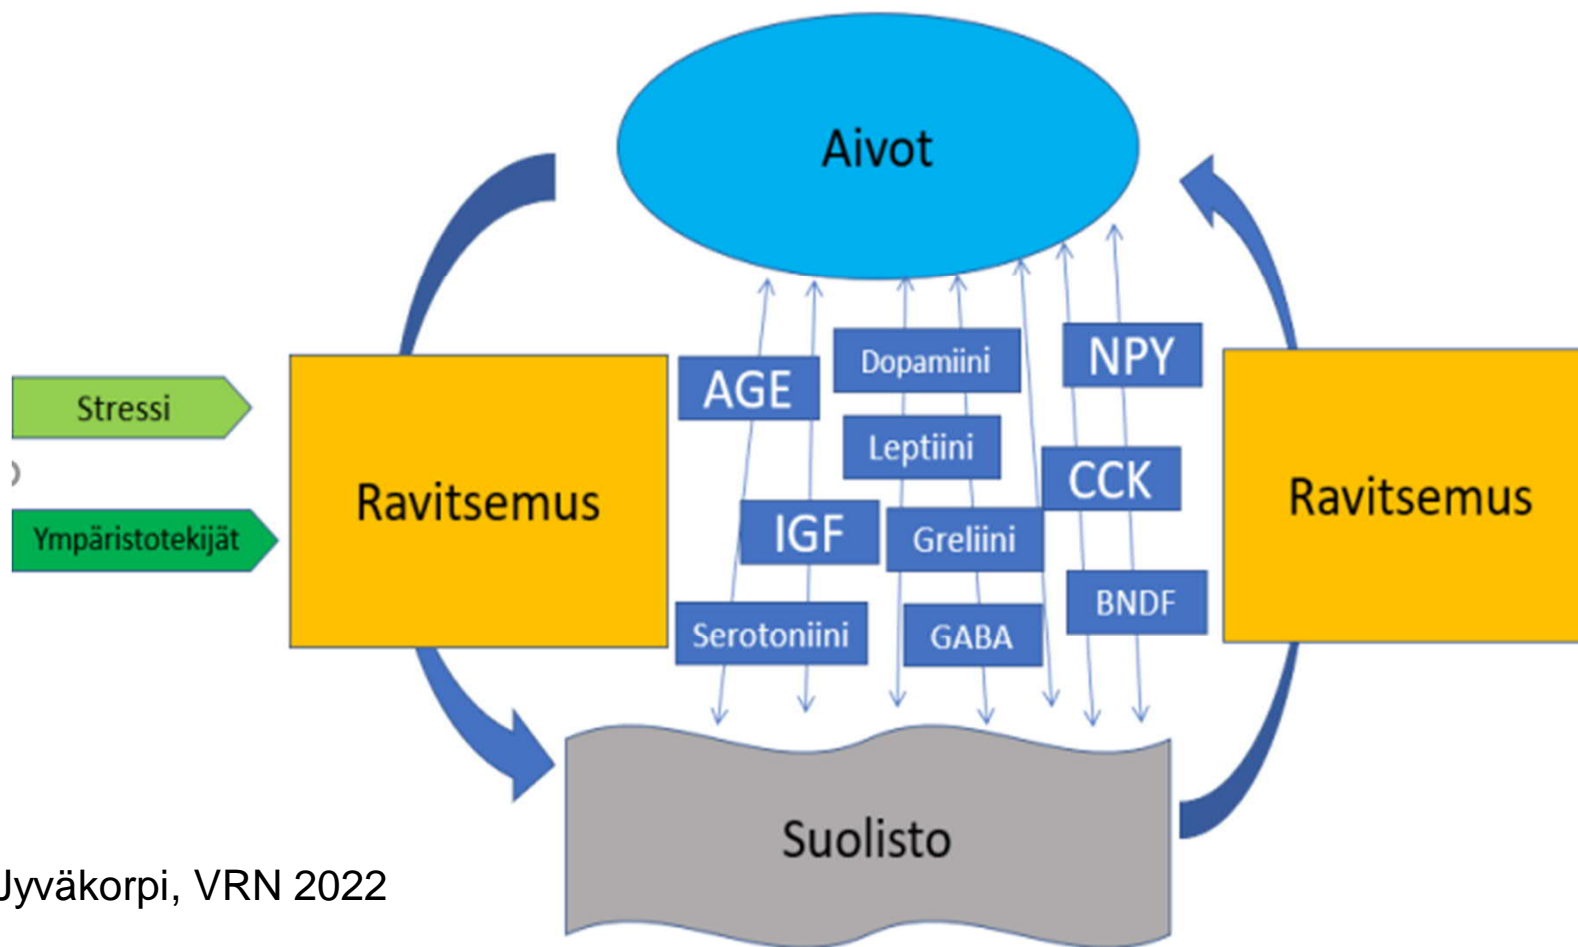 Aivot
Stressi
Ympäristotekijät
Ravitsemus
AGE
Dopamiini
NPY
Leptiini
CCK
IGF
Greliini
BNDF
Serotoniini
GABA
Ravitsemus
Suolisto
Jyväkorpi, VRN 2022